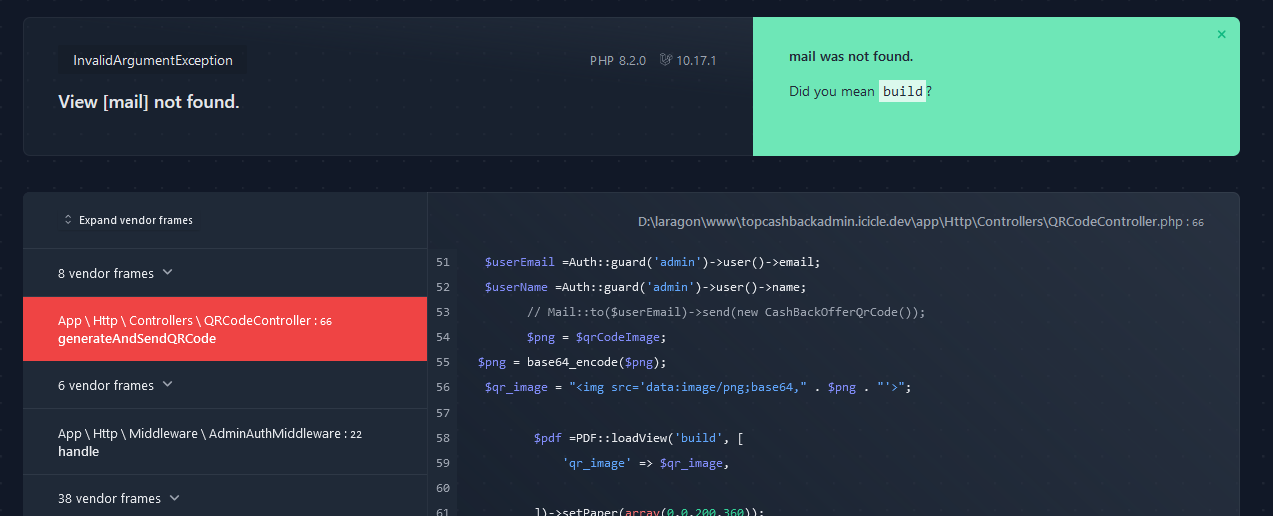 InvalidArgumentException
PHP 8.2.0 10.17.1
View [mail] not found.
mail was not found.
Did you mean build?
×
Expand vendor frames
8 vendor frames
App \ Http \ Controllers \ QRCodeController : 66
generateAndSendQRCode
6 vendor frames
App \ Http \ Middleware \ AdminAuthMiddleware : 22
handle
38 vendor frames
D:\laragon\www\topcashbackadmin.icicle.dev\app\Http\Controllers\QRCodeController.php : 66
51 $userEmail =Auth::guard('admin')->user()->email;
52 $userName =Auth::guard('admin')->user()->name;
53 // Mail::to($userEmail)->send(new CashBackOfferQrCode());
54 $png = $qrCodeImage;
55 $png = base64_encode($png);
56 $qr_image = "<img src='data:image/png;base64," . $png . "'>";
57
58 $pdf =PDF::loadView('build', [
59 'qr_image' => $qr_image,
60
61 ])->setPaper(array(0,0,200,360));